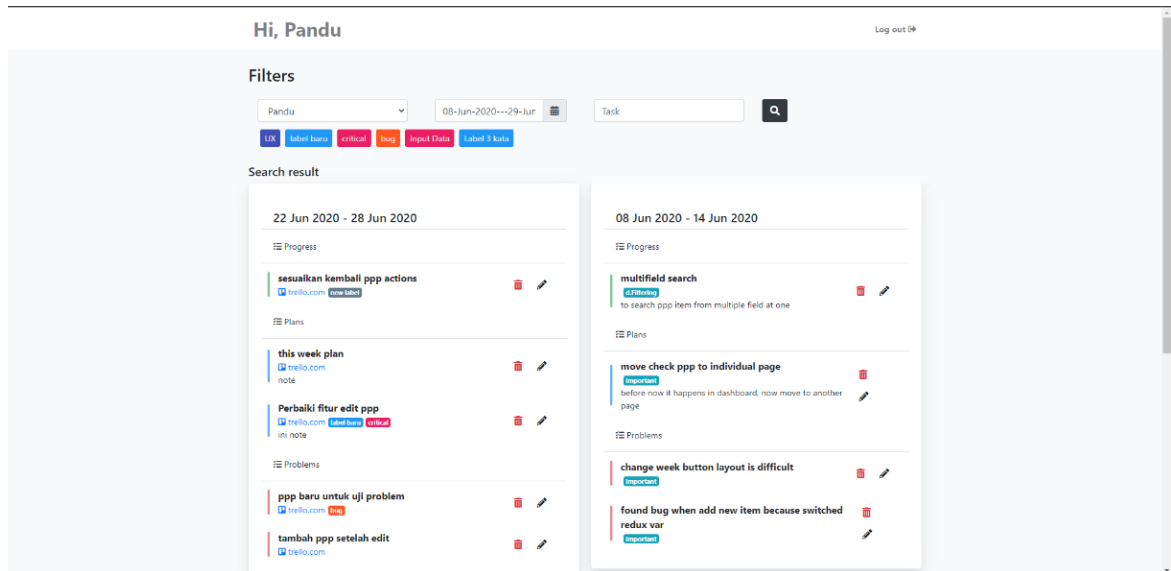 Hi, Pandu
Log out
Filters
Pandu
08-Jun-2020---29-Jun
Task
UX label baru critical bug Input Data Label 3 kata
Search result
22 Jun 2020 - 28 Jun 2020
Progress
sesuaikan kembali ppp actions
trello.com new label
Plans
this week plan
trello.com
note
Perbaiki fitur edit ppp
trello.com label baru critical
ini note
Problems
ppp baru untuk uji problem
trello.com bug
tambah ppp setelah edit
trello.com
08 Jun 2020 - 14 Jun 2020
Progress
multifield search
d.Filtering
to search ppp item from multiple field at one
Plans
move check ppp to individual page
Important
before now it happens in dashboard, now move to another
page
Problems
change week button layout is difficult
Important
found bug when add new item because switched
redux var
Important